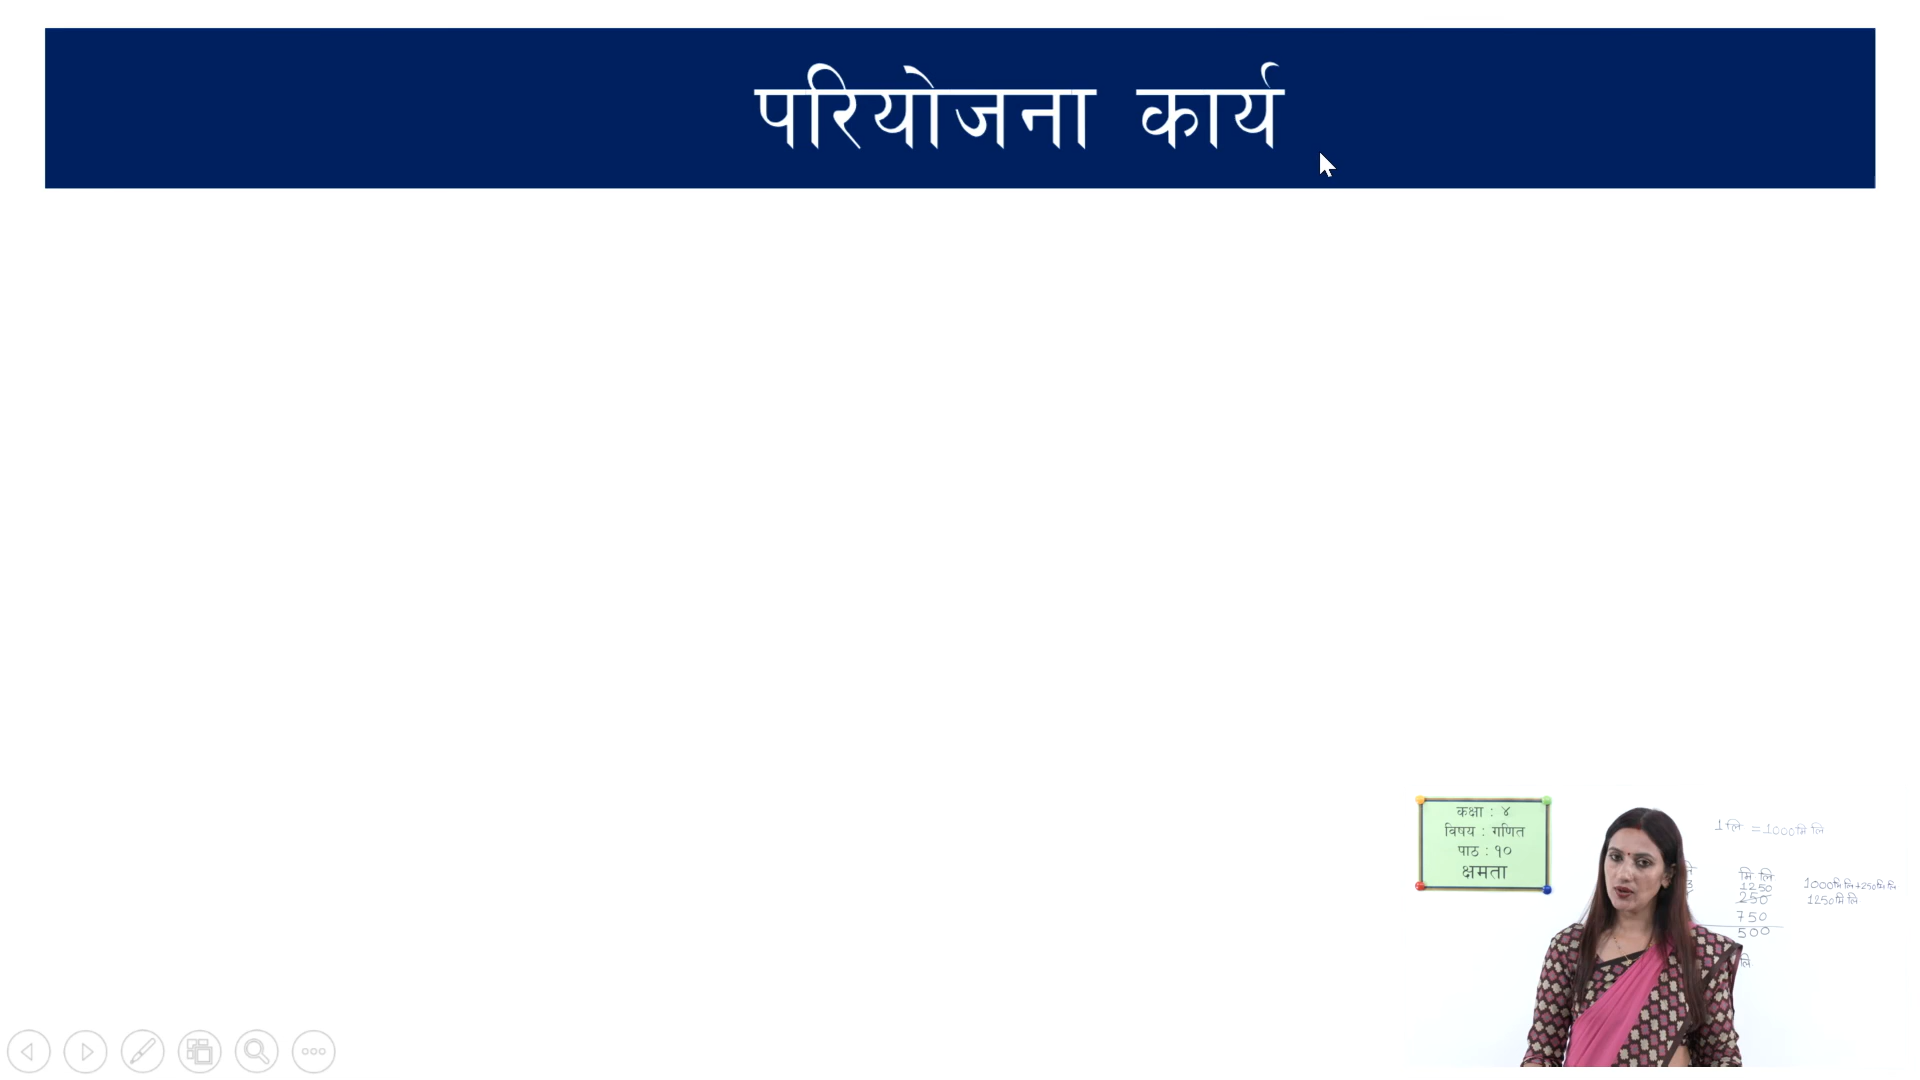 परियोजना कार्य
कक्षा : ४
विषय : गणित
पाठ : १०
क्षमता
1 लि = 1000 मि लि
मि लि
1250
250
750
500
1000 मि लि + 250 मि लि
1250 मि लि
लि